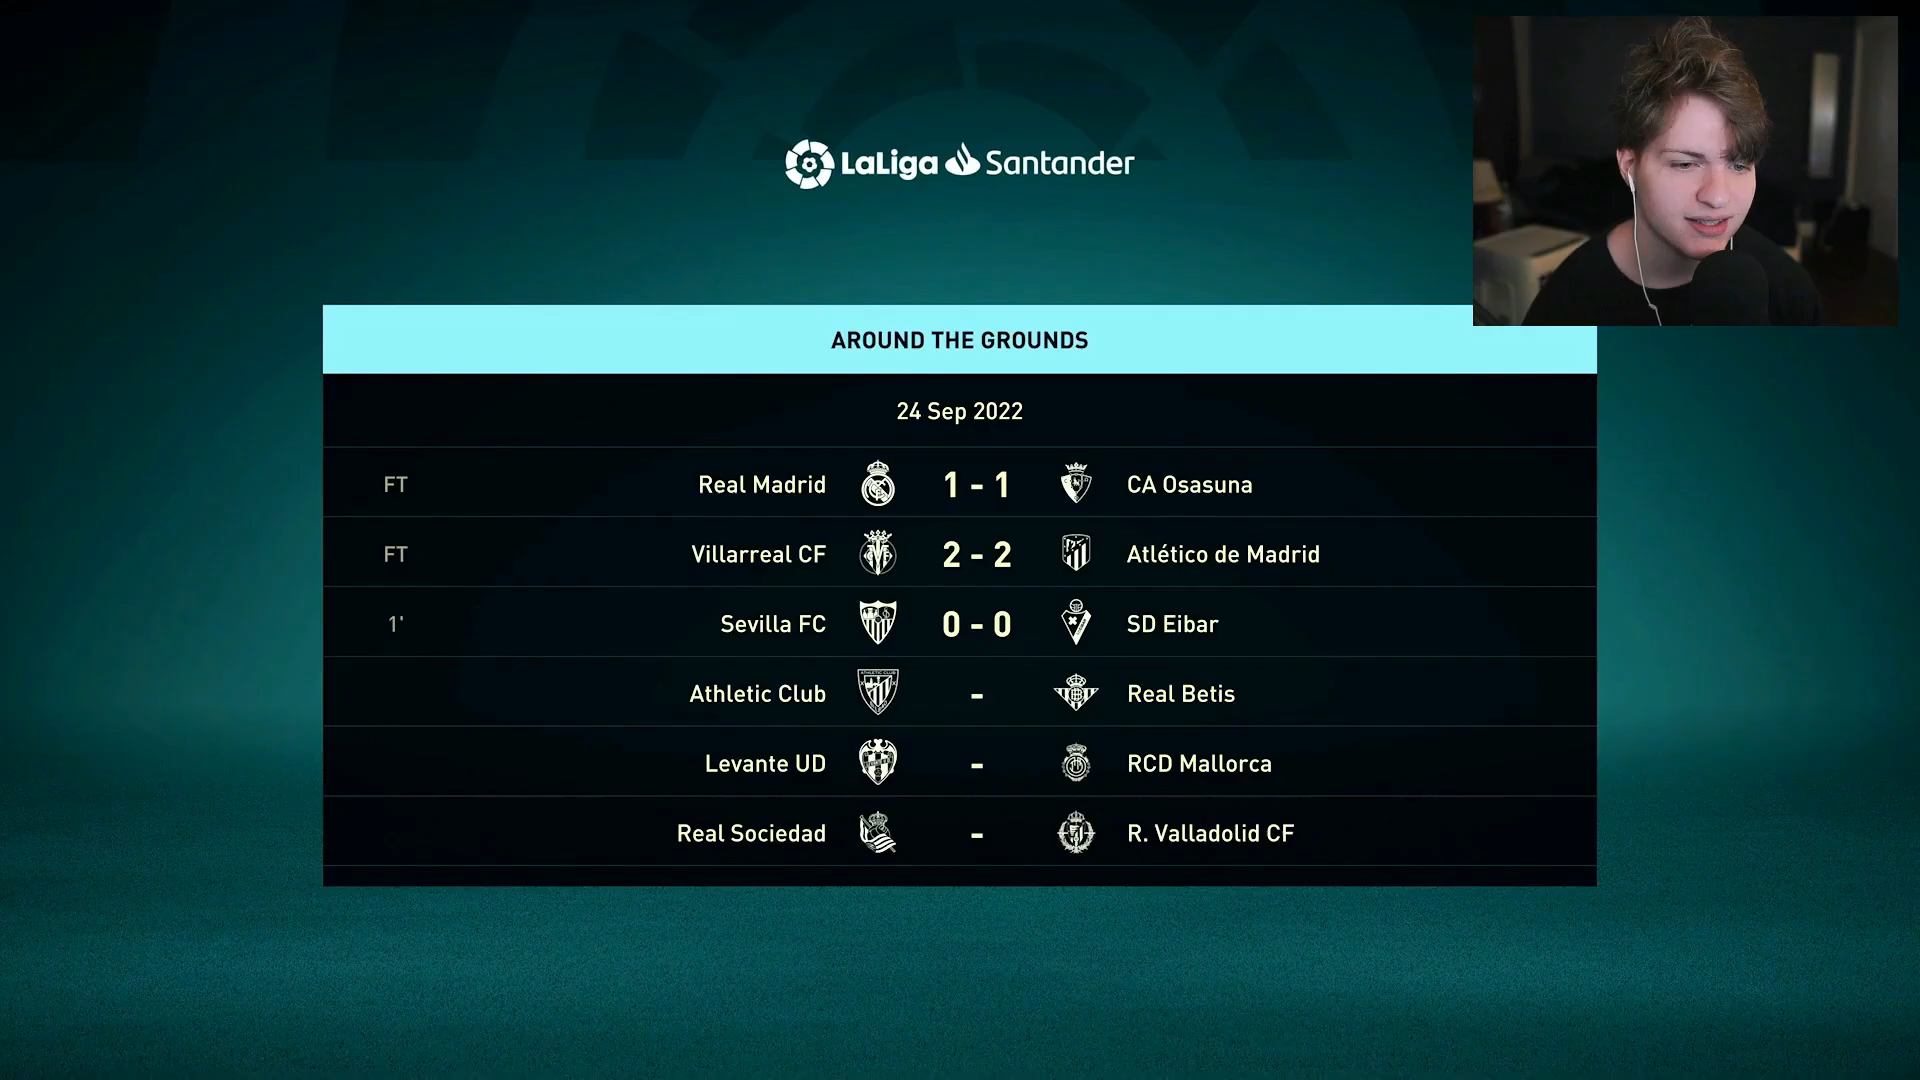 LaLiga Santander
AROUND THE GROUNDS
24 Sep 2022
FT Real Madrid 1 - 1 CA Osasuna
FT Villarreal CF 2 - 2 Atlético de Madrid
1' Sevilla FC 0 - 0 SD Eibar
Athletic Club - Real Betis
Levante UD - RCD Mallorca
Real Sociedad - R. Valladolid CF